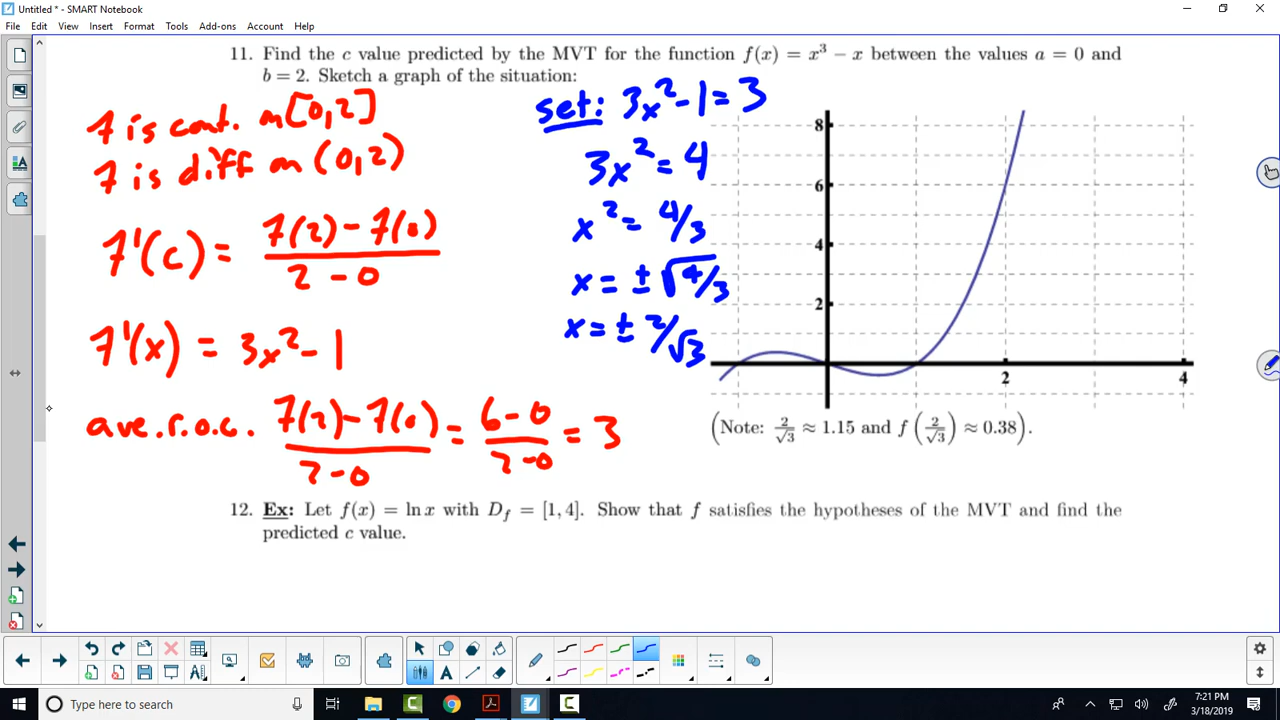 Untitled * - SMART Notebook
File Edit View Insert Format Tools Add-ons Account Help
11. Find the c value predicted by the MVT for the function f(x) = x³ − x between the values a = 0 and
b = 2. Sketch a graph of the situation:
f is cont. on [0,2]
f is diff on (0,2)
f'(c) = f(2) − f(0) / 2 − 0
f'(x) = 3x² − 1
ave. r.o.c. f(2) − f(0) / 2 − 0 = 6 − 0 / 2 − 0 = 3
set: 3x² − 1 = 3
3x² = 4
x² = 4/3
x = ± √4/3
x = ± 2/√3
8
6
4
2
2 4
(Note: 2/√3 ≈ 1.15 and f(2/√3) ≈ 0.38).
12. Ex: Let f(x) = ln x with D_f = [1, 4]. Show that f satisfies the hypotheses of the MVT and find the
predicted c value.
Type here to search
7:21 PM
3/18/2019